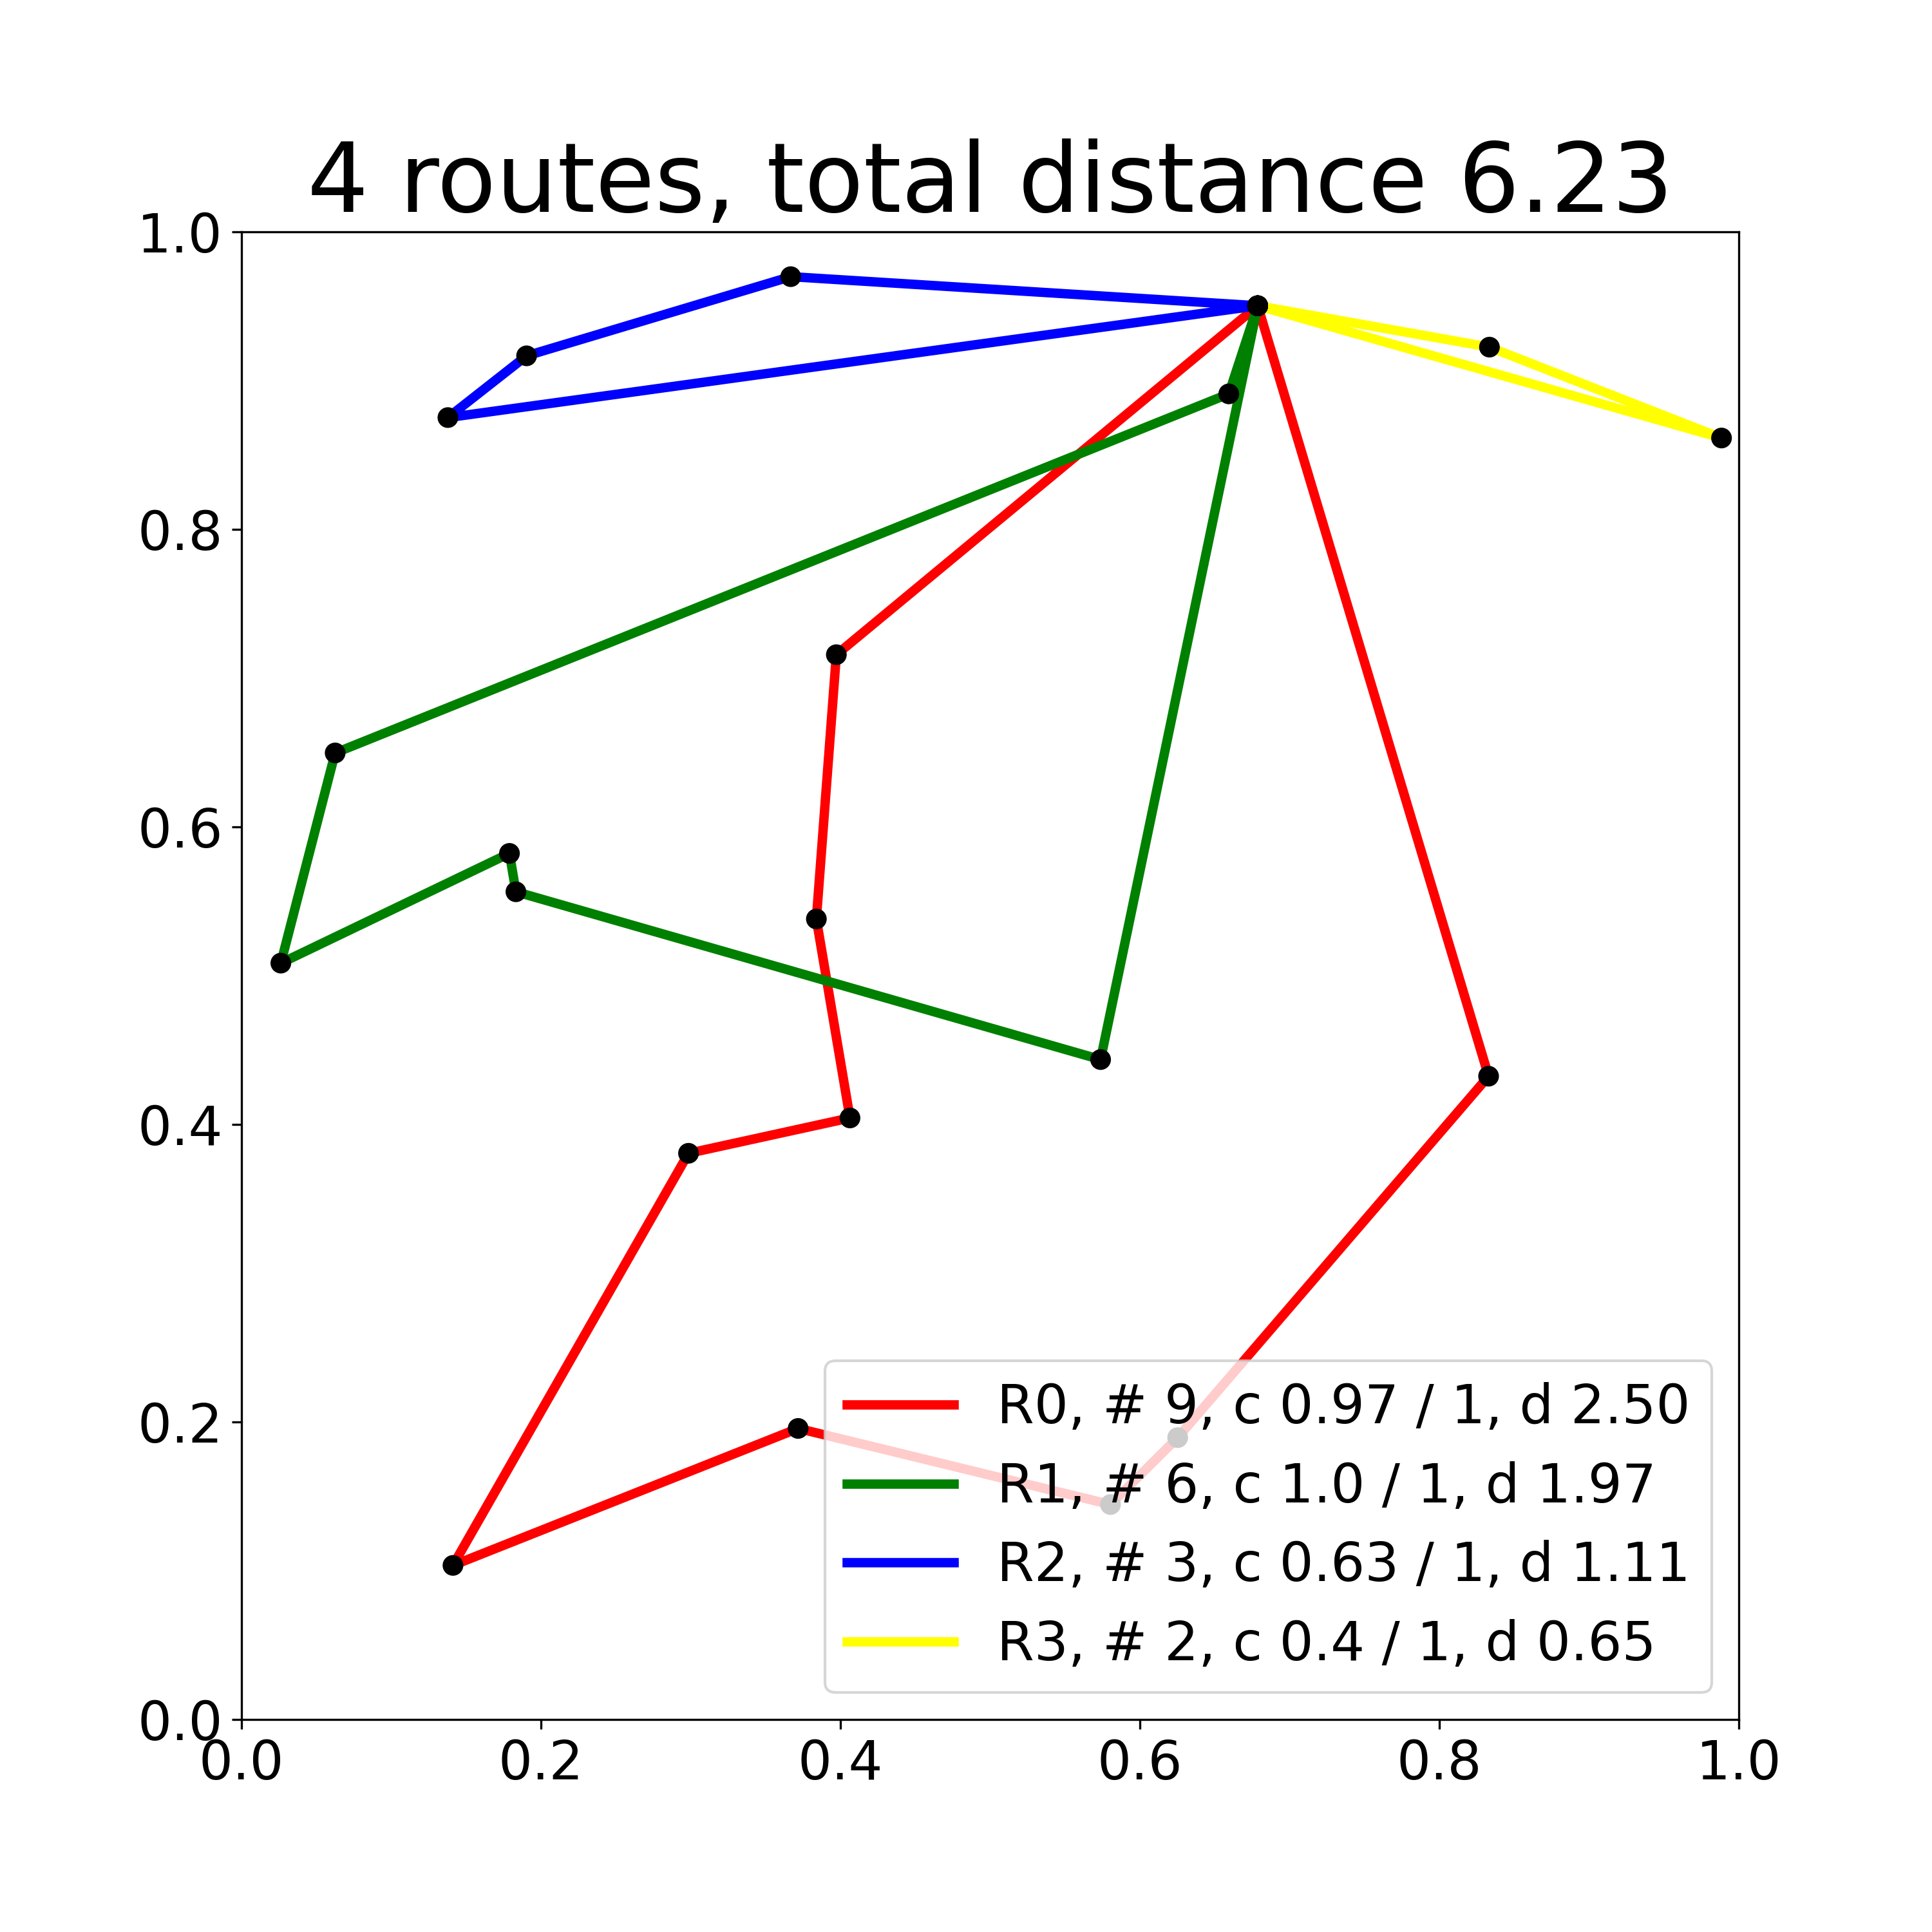 4 routes, total distance 6.23
1.0
0.8
0.6
0.4
0.2
0.0
0.0 0.2 0.4 0.6 0.8 1.0
R0, # 9, c 0.97 / 1, d 2.50
R1, # 6, c 1.0 / 1, d 1.97
R2, # 3, c 0.63 / 1, d 1.11
R3, # 2, c 0.4 / 1, d 0.65